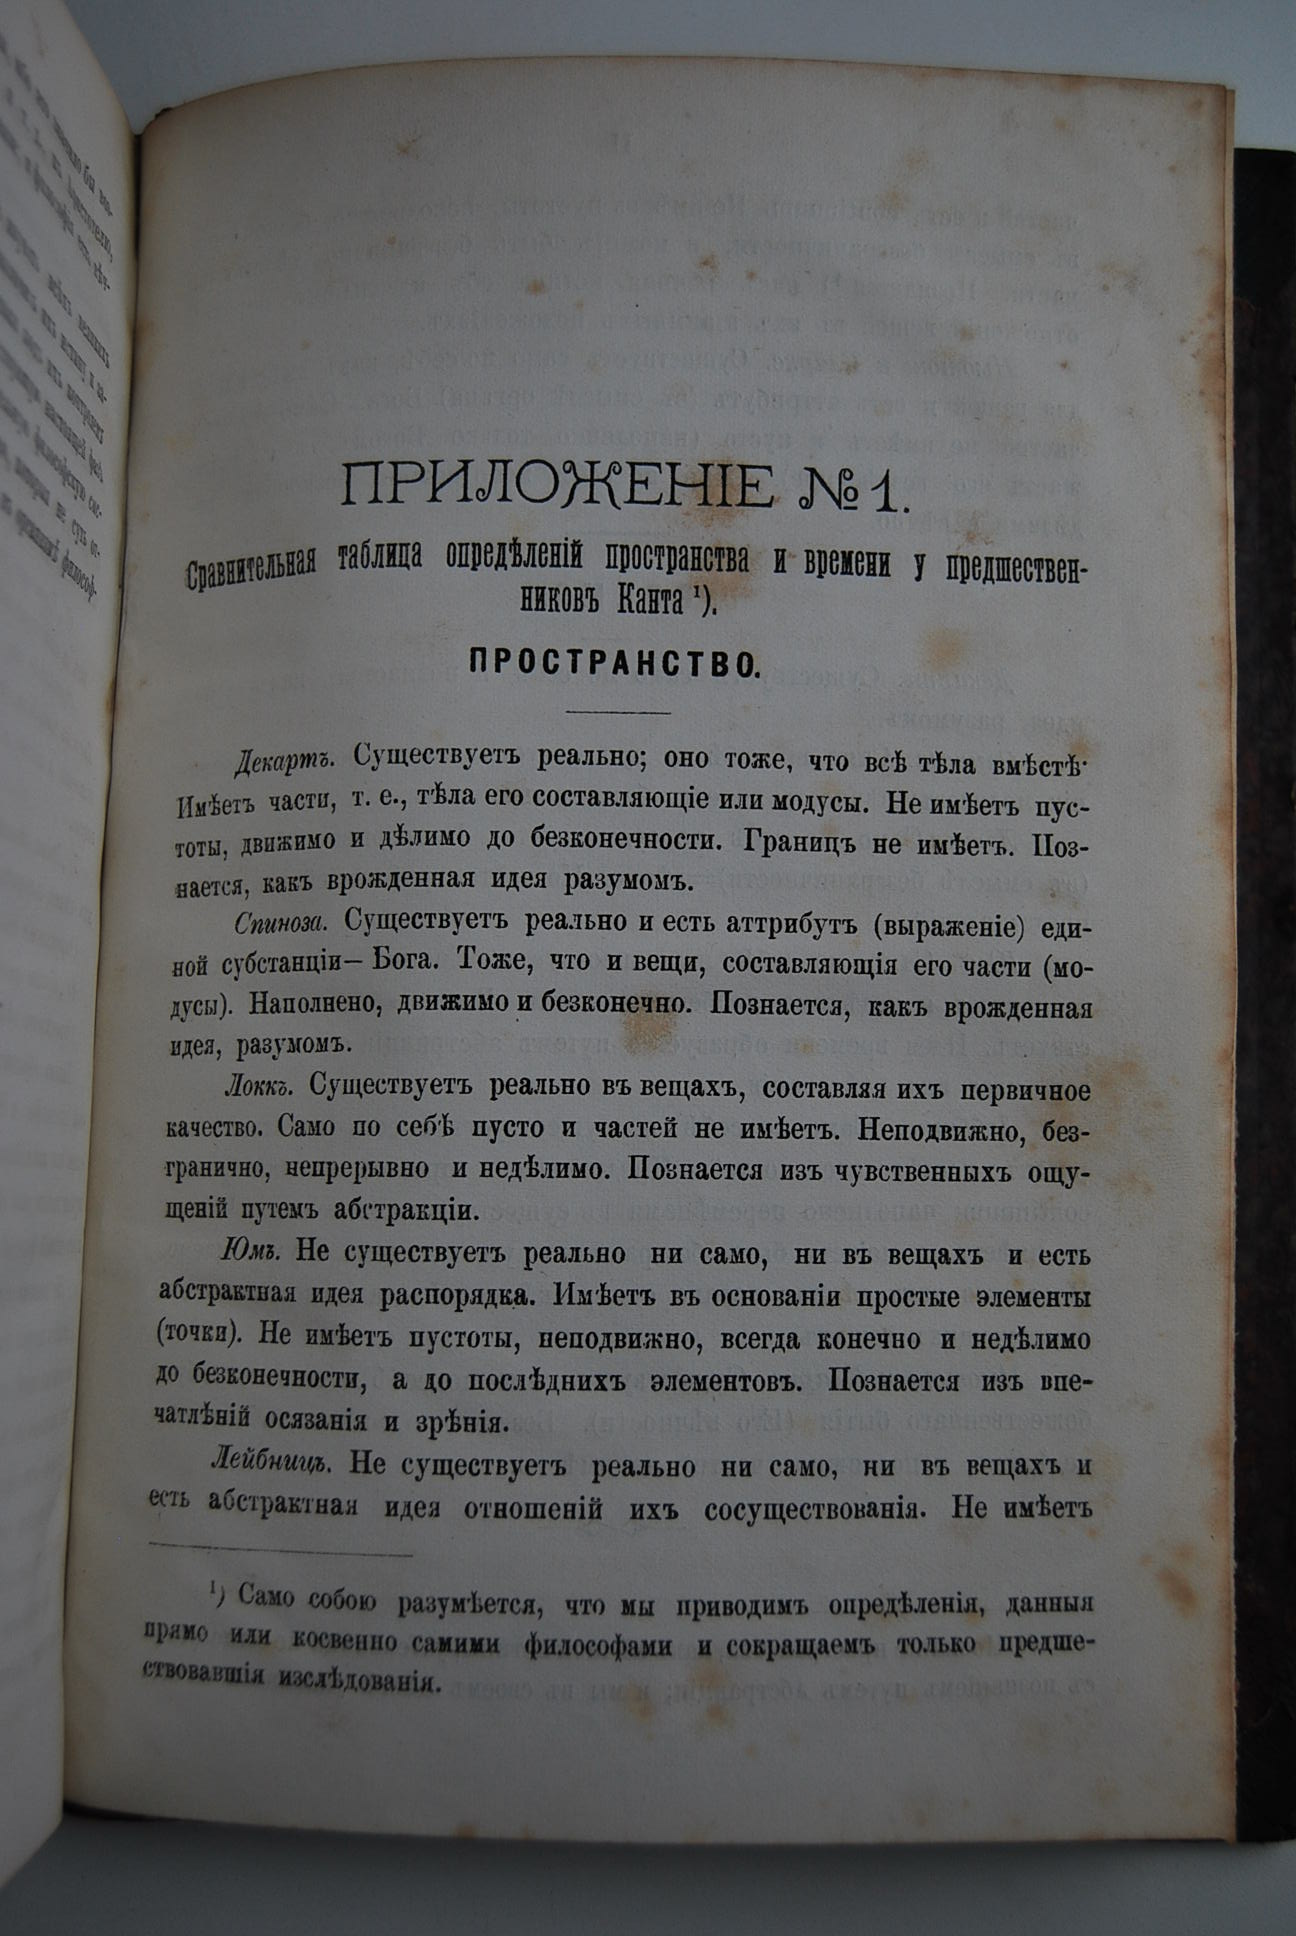 ПРИЛОЖЕНІЕ №1.
Сравнительная таблица опредѣленій пространства и времени у предшествен-
никовъ Канта ¹).
ПРОСТРАНСТВО.
Декартъ. Существуетъ реально; оно тоже, что всѣ тѣла вмѣстѣ·
Имѣетъ части, т. е., тѣла его составляющіе или модусы. Не имѣетъ пус-
тоты, движимо и дѣлимо до безконечности. Границъ не имѣетъ. Поз-
нается, какъ врожденная идея разумомъ.
Спиноза. Существуетъ реально и есть аттрибутъ (выраженіе) еди-
ной субстанціи— Бога. Тоже, что и вещи, составляющія его части (мо-
дусы). Наполнено, движимо и безконечно. Познается, какъ врожденная
идея, разумомъ.
Локкъ. Существуетъ реально въ вещахъ, составляя ихъ первичное
качество. Само по себѣ пусто и частей не имѣетъ. Неподвижно, без-
гранично, непрерывно и недѣлимо. Познается изъ чувственныхъ ощу-
щеній путемъ абстракціи.
Юмъ. Не существуетъ реально ни само, ни въ вещахъ и есть
абстрактная идея распорядка. Имѣетъ въ основаніи простые элементы
(точки). Не имѣетъ пустоты, неподвижно, всегда конечно и недѣлимо
до безконечности, а до послѣднихъ элементовъ. Познается изъ впе-
чатлѣній осязанія и зрѣнія.
Лейбницъ. Не существуетъ реально ни само, ни въ вещахъ и
есть абстрактная идея отношеній ихъ сосуществованія. Не имѣетъ
¹) Само собою разумѣется, что мы приводимъ опредѣленія, данныя
прямо или косвенно самими философами и сокращаемъ только предше-
ствовавшія изслѣдованія.